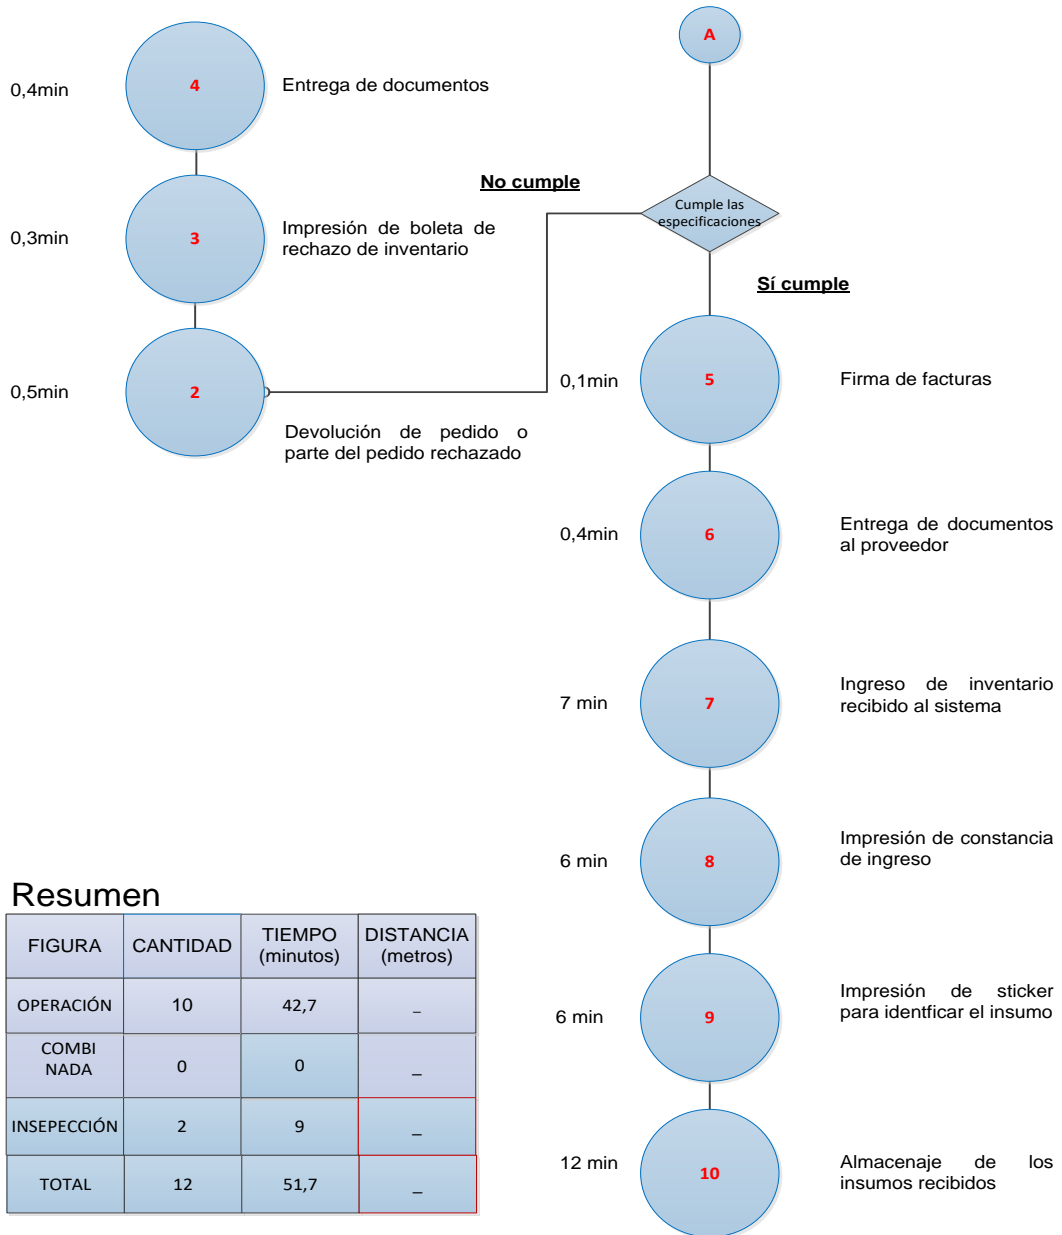 A
0,4min
4
Entrega de documentos
No cumple
Cumple las
especificaciones
0,3min
3
Impresión de boleta de
rechazo de inventario
Sí cumple
0,5min
2
Devolución de pedido o
parte del pedido rechazado
0,1min
5
Firma de facturas
0,4min
6
Entrega de documentos
al proveedor
7 min
7
Ingreso de inventario
recibido al sistema
6 min
8
Impresión de constancia
de ingreso
6 min
9
Impresión de sticker
para identficar el insumo
12 min
10
Almacenaje de los
insumos recibidos
Resumen
FIGURA CANTIDAD TIEMPO (minutos) DISTANCIA (metros)
OPERACIÓN 10 42,7 _
COMBI
NADA 0 0 _
INSEPECCIÓN 2 9 _
TOTAL 12 51,7 _